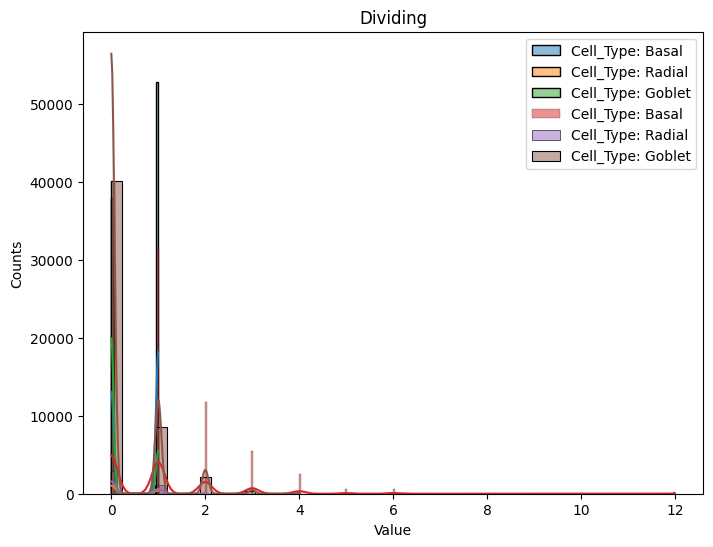 Dividing
Cell_Type: Basal
Cell_Type: Radial
Cell_Type: Goblet
Cell_Type: Basal
Cell_Type: Radial
Cell_Type: Goblet
Counts
50000
40000
30000
20000
10000
0
0 2 4 6 8 10 12
Value